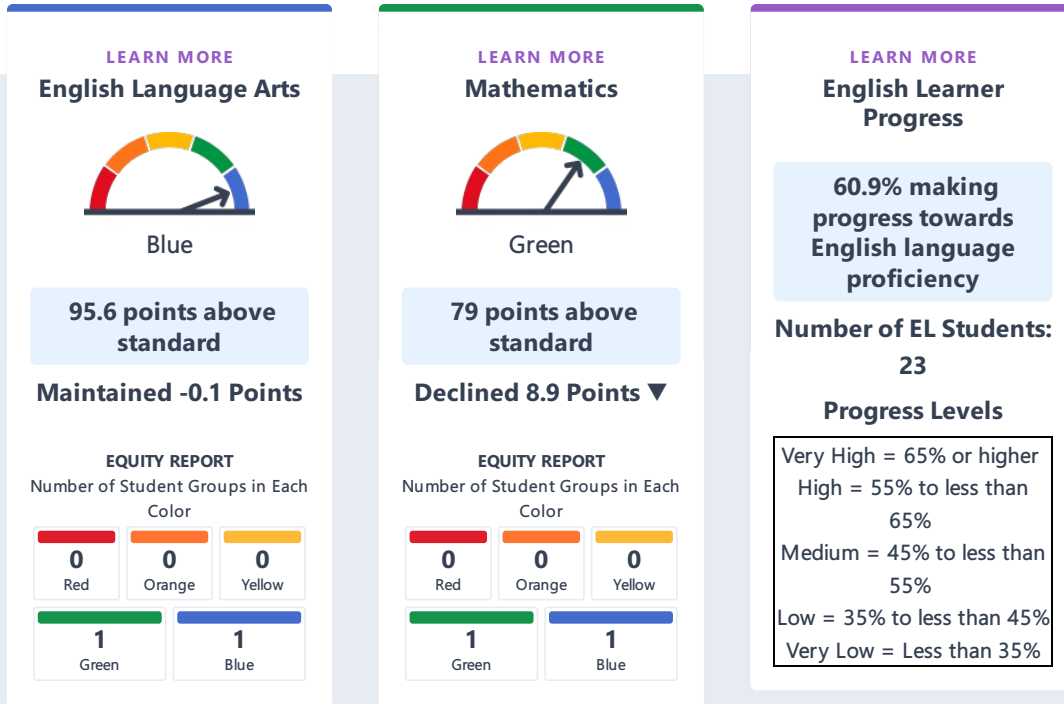 LEARN MORE
English Language Arts
Blue
95.6 points above
standard
Maintained -0.1 Points
EQUITY REPORT
Number of Student Groups in Each
Color
0
Red
0
Orange
0
Yellow
1
Green
1
Blue
LEARN MORE
Mathematics
Green
79 points above
standard
Declined 8.9 Points ▼
EQUITY REPORT
Number of Student Groups in Each
Color
0
Red
0
Orange
0
Yellow
1
Green
1
Blue
LEARN MORE
English Learner
Progress
60.9% making
progress towards
English language
proficiency
Number of EL Students:
23
Progress Levels
Very High = 65% or higher
High = 55% to less than
65%
Medium = 45% to less than
55%
Low = 35% to less than 45%
Very Low = Less than 35%